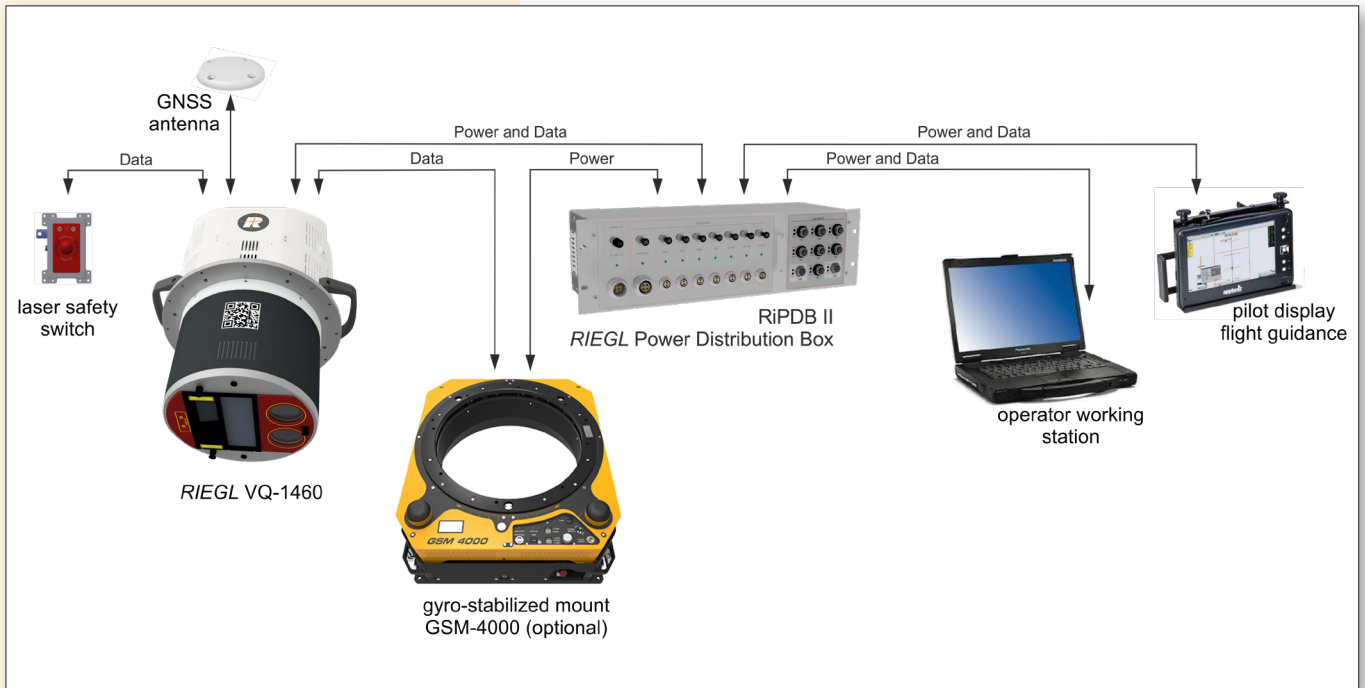 GNSS
antenna
Data
Power and Data
Data
Power
Power and Data
Power and Data
laser safety
switch
RIEGL VQ-1460
RiPDB II
RIEGL Power Distribution Box
pilot display
flight guidance
operator working
station
GSM 4000
gyro-stabilized mount
GSM-4000 (optional)